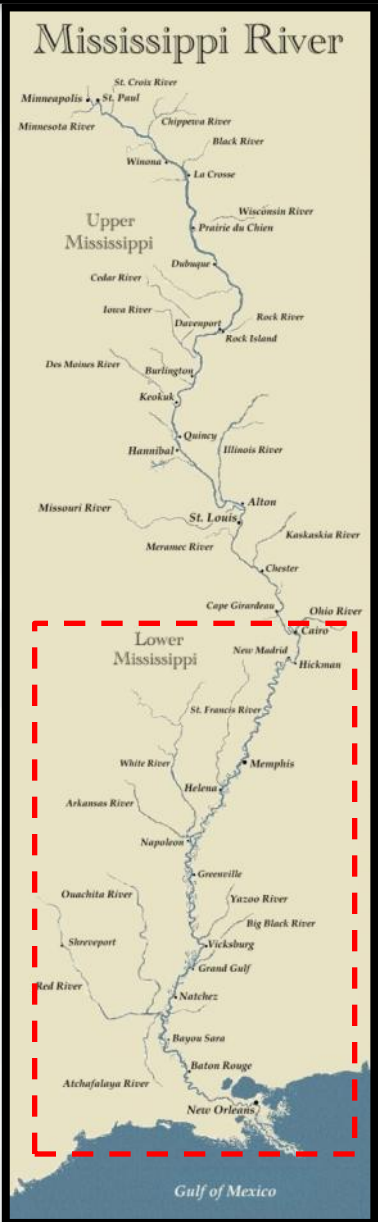 Mississippi River
St. Croix River
Minneapolis
St. Paul
Minnesota River
Chippewa River
Black River
Winona
La Crosse
Upper
Mississippi
Wisconsin River
Prairie du Chien
Dubuque
Cedar River
Iowa River
Davenport
Rock River
Rock Island
Des Moines River
Burlington
Keokuk
Quincy
Hannibal
Illinois River
Missouri River
Alton
St. Louis
Kaskaskia River
Meramec River
Chester
Cape Girardeau
Ohio River
Cairo
Lower
Mississippi
New Madrid
Hickman
St. Francis River
White River
Memphis
Helena
Arkansas River
Napoleon
Greenville
Ouachita River
Yazoo River
Big Black River
Shreveport
Vicksburg
Grand Gulf
Red River
Natchez
Bayou Sara
Baton Rouge
Atchafalaya River
New Orleans
Gulf of Mexico